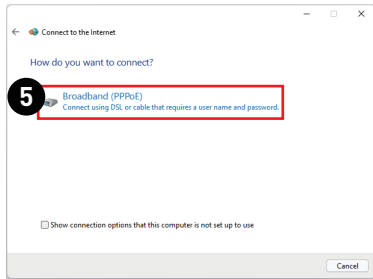 Connect to the Internet
How do you want to connect?
5
Broadband (PPPoE)
Connect using DSL or cable that requires a user name and password.
Show connection options that this computer is not set up to use
Cancel